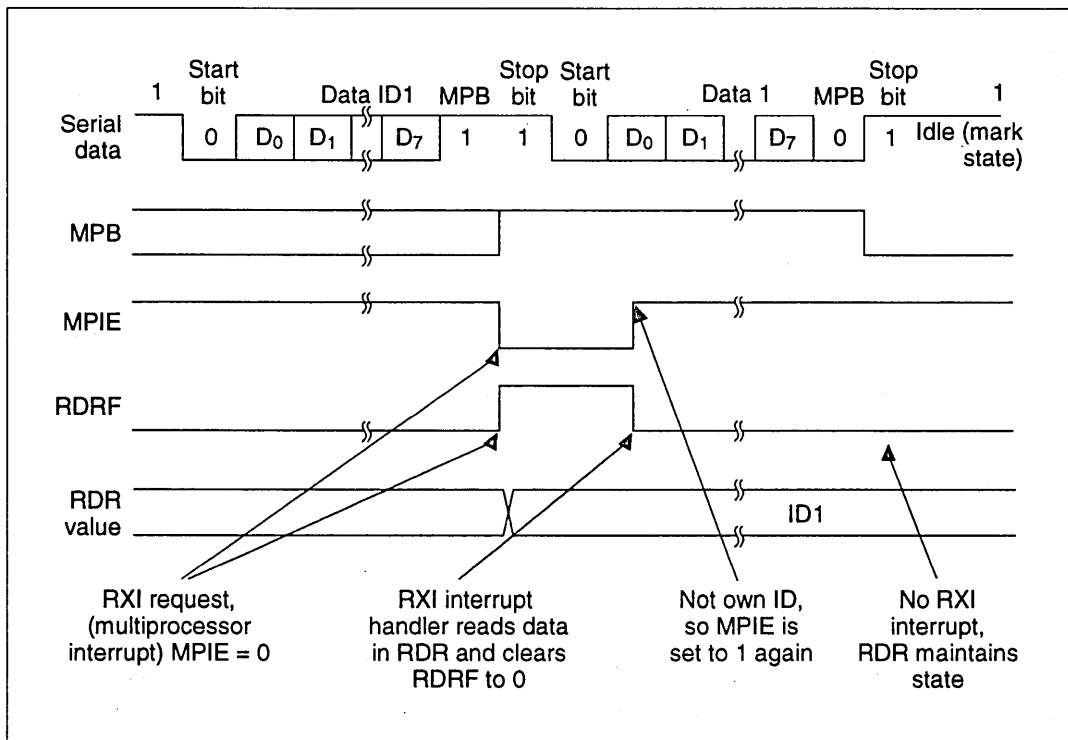 Start bit Data ID1 MPB Stop bit Start bit Data 1 MPB Stop bit
1 1
Serial data 0 D0 D1 D7 1 1 0 D0 D1 D7 0 1 Idle (mark state)
MPB
MPIE
RDRF
RDR value ID1
RXI request,
(multiprocessor
interrupt) MPIE = 0
RXI interrupt
handler reads data
in RDR and clears
RDRF to 0
Not own ID,
so MPIE is
set to 1 again
No RXI
interrupt,
RDR maintains
state